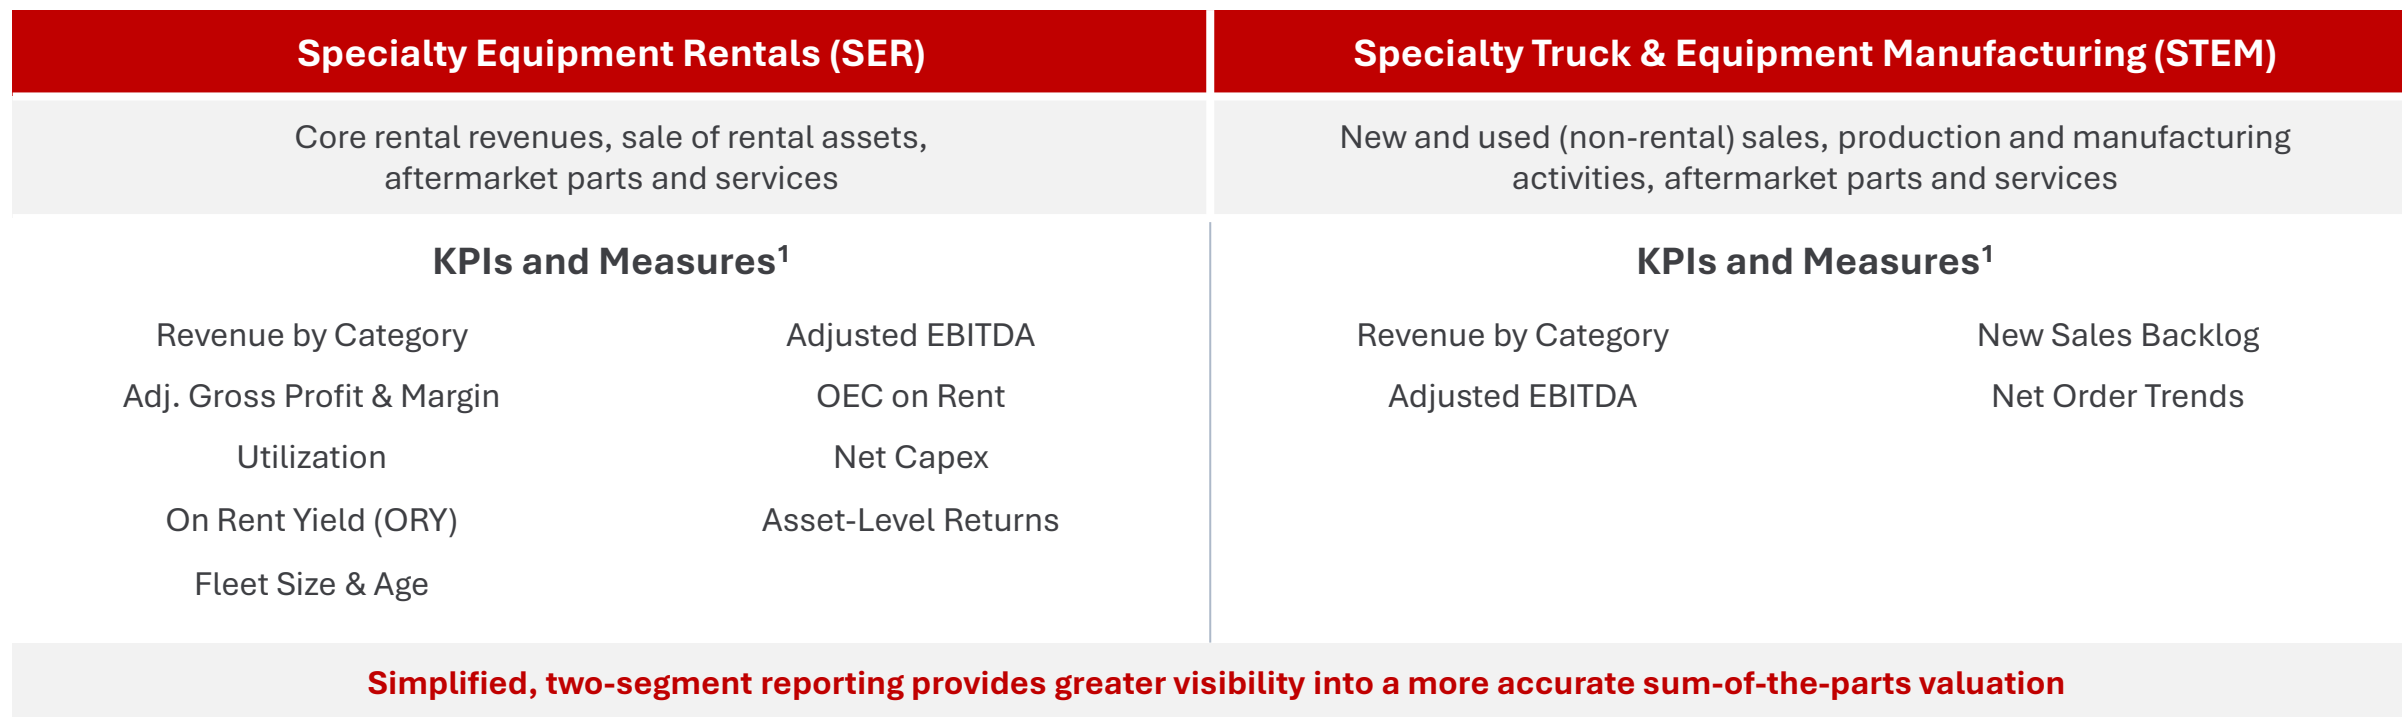 Specialty Equipment Rentals (SER)
Specialty Truck & Equipment Manufacturing (STEM)
Core rental revenues, sale of rental assets,
aftermarket parts and services
New and used (non-rental) sales, production and manufacturing
activities, aftermarket parts and services
KPIs and Measures¹
Revenue by Category
Adjusted EBITDA
Adj. Gross Profit & Margin
OEC on Rent
Utilization
Net Capex
On Rent Yield (ORY)
Asset-Level Returns
Fleet Size & Age
KPIs and Measures¹
Revenue by Category
New Sales Backlog
Adjusted EBITDA
Net Order Trends
Simplified, two-segment reporting provides greater visibility into a more accurate sum-of-the-parts valuation